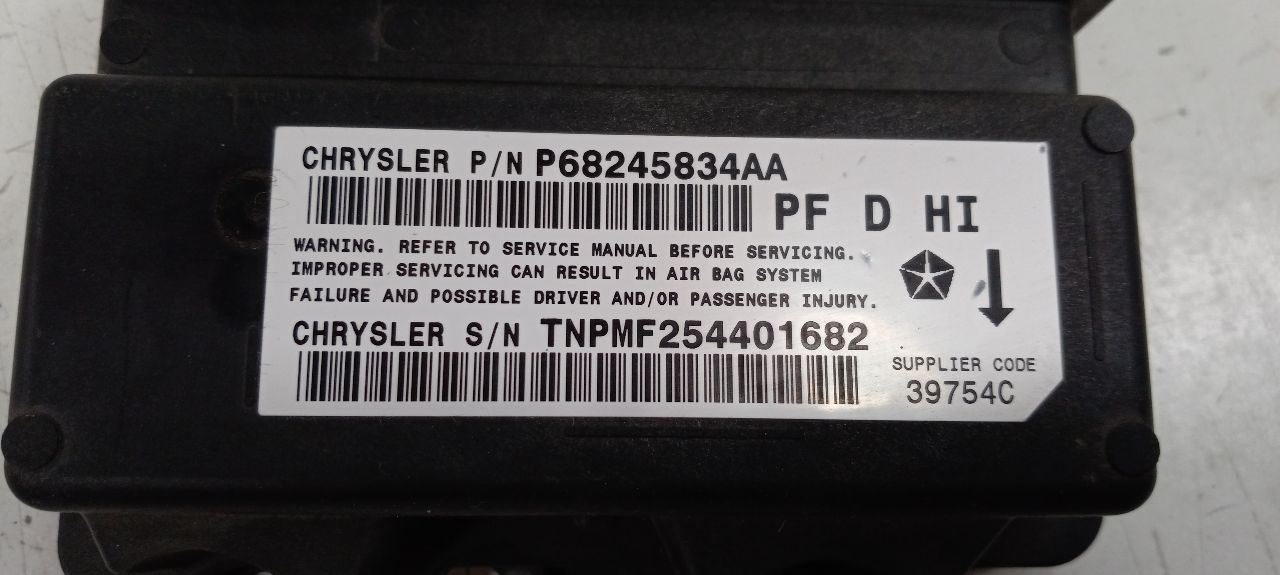 CHRYSLER P/N P68245834AA
PF D HI
WARNING. REFER TO SERVICE MANUAL BEFORE SERVICING.
IMPROPER SERVICING CAN RESULT IN AIR BAG SYSTEM
FAILURE AND POSSIBLE DRIVER AND/OR PASSENGER INJURY.
CHRYSLER S/N TNPMF254401682
SUPPLIER CODE
39754C